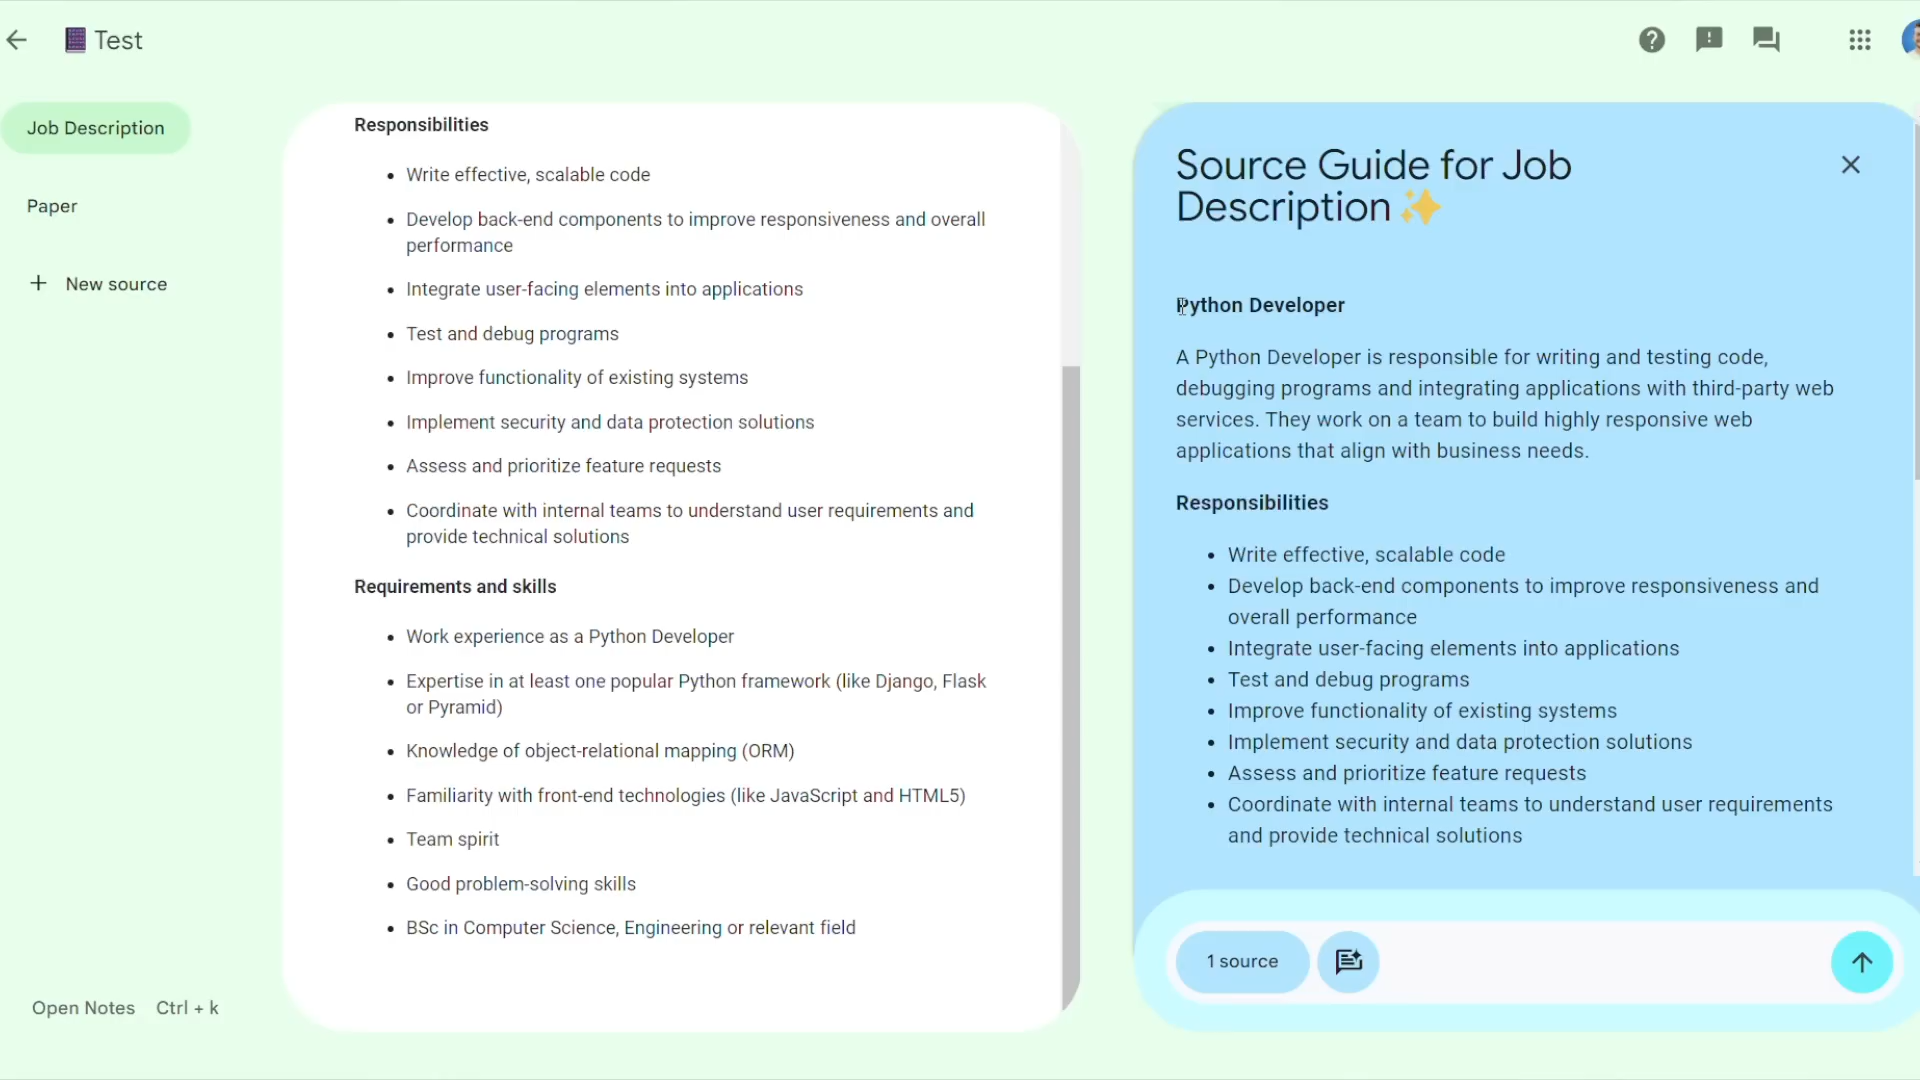 Test
Job Description
Paper
+ New source
Open Notes Ctrl + k
Responsibilities
• Write effective, scalable code
• Develop back-end components to improve responsiveness and overall
performance
• Integrate user-facing elements into applications
• Test and debug programs
• Improve functionality of existing systems
• Implement security and data protection solutions
• Assess and prioritize feature requests
• Coordinate with internal teams to understand user requirements and
provide technical solutions
Requirements and skills
• Work experience as a Python Developer
• Expertise in at least one popular Python framework (like Django, Flask
or Pyramid)
• Knowledge of object-relational mapping (ORM)
• Familiarity with front-end technologies (like JavaScript and HTML5)
• Team spirit
• Good problem-solving skills
• BSc in Computer Science, Engineering or relevant field
Source Guide for Job
Description ✨
Python Developer
A Python Developer is responsible for writing and testing code,
debugging programs and integrating applications with third-party web
services. They work on a team to build highly responsive web
applications that align with business needs.
Responsibilities
• Write effective, scalable code
• Develop back-end components to improve responsiveness and
overall performance
• Integrate user-facing elements into applications
• Test and debug programs
• Improve functionality of existing systems
• Implement security and data protection solutions
• Assess and prioritize feature requests
• Coordinate with internal teams to understand user requirements
and provide technical solutions
1 source